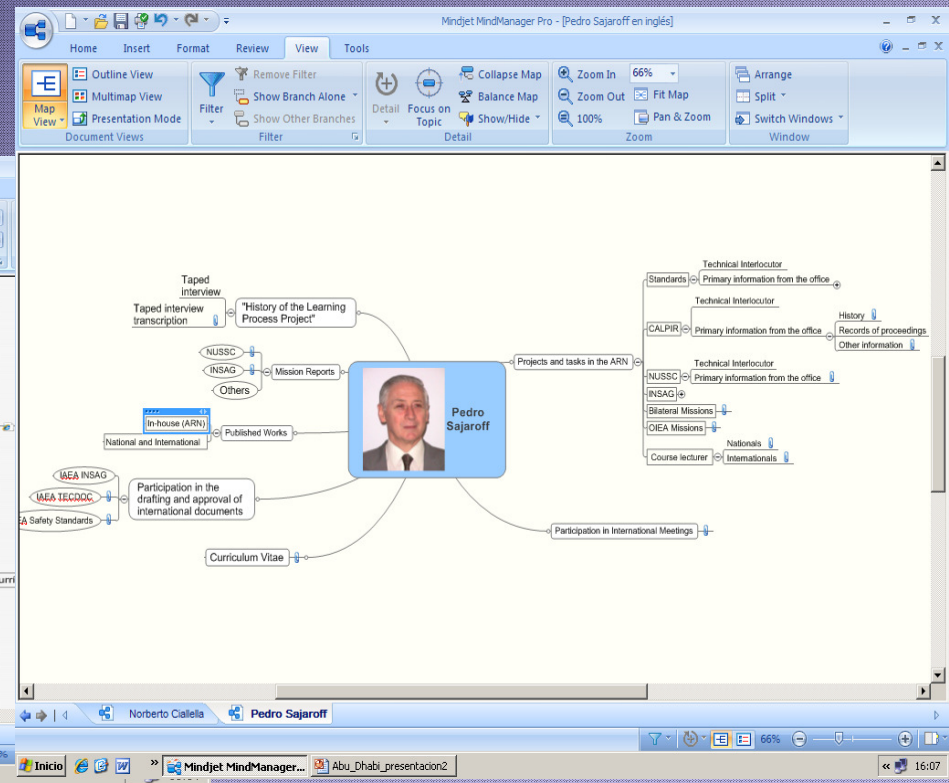 Mindjet MindManager Pro - [Pedro Sajaroff en inglés]
Home Insert Format Review View Tools
Map View
Outline View
Multimap View
Presentation Mode
Document Views
Filter
Remove Filter
Show Branch Alone
Show Other Branches
Filter
Detail
Focus on Topic
Collapse Map
Balance Map
Show/Hide
Detail
Zoom In
Zoom Out
100%
66%
Fit Map
Pan & Zoom
Zoom
Arrange
Split
Switch Windows
Window
Taped
interview
Taped interview
transcription
"History of the Learning
Process Project"
NUSSC
INSAG
Others
Mission Reports
In-house (ARN)
National and International
Published Works
IAEA INSAG
IAEA TECDOC
EA Safety Standards
Participation in the
drafting and approval of
international documents
Curriculum Vitae
Pedro
Sajaroff
Projects and tasks in the ARN
Standards
Technical Interlocutor
Primary information from the office
CALPIR
Technical Interlocutor
Primary information from the office
History
Records of proceedings
Other information
NUSSC
Technical Interlocutor
Primary information from the office
INSAG
Bilateral Missions
OIEA Missions
Course lecturer
Nationals
Internationals
Participation in International Meetings
urri
Norberto Ciallella
Pedro Sajaroff
66%
Inicio
Mindjet MindManager...
Abu_Dhabi_presentacion2
16:07